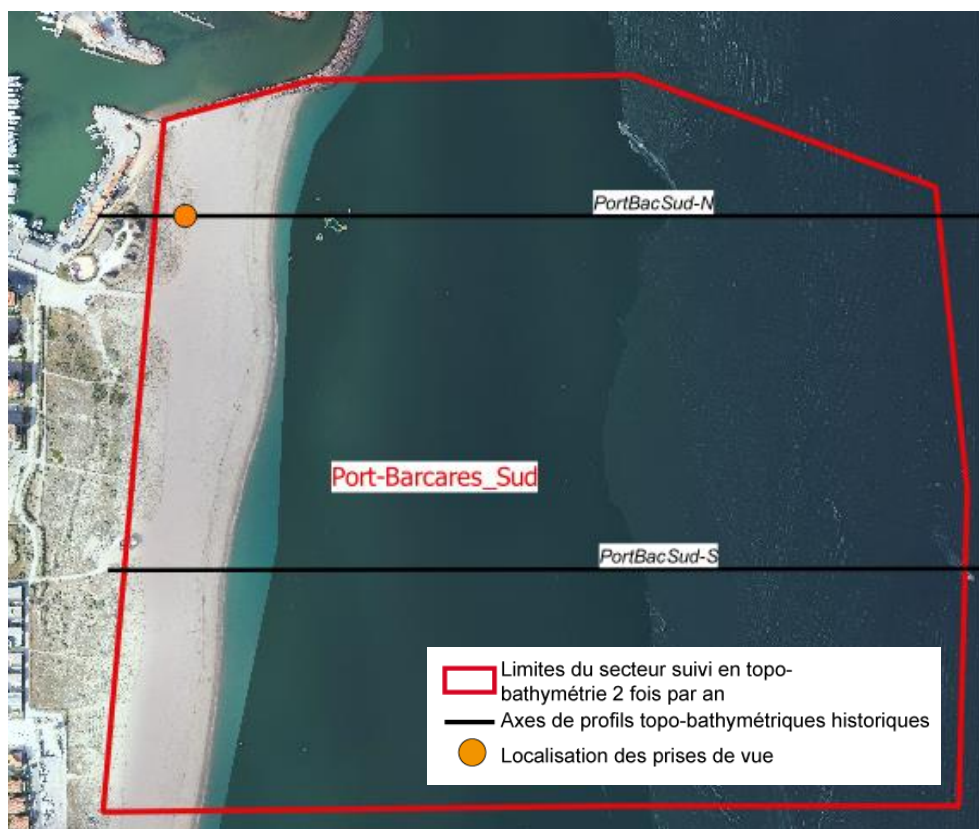 PortBacSud-N
Port-Barcares_Sud
PortBacSud-S
Limites du secteur suivi en topo-
bathymétrie 2 fois par an
Axes de profils topo-bathymétriques historiques
Localisation des prises de vue